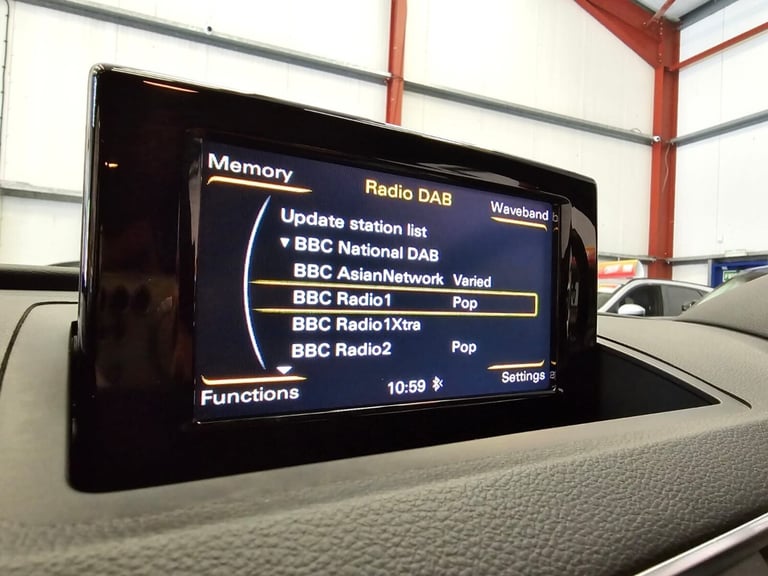 Memory
Radio DAB
Waveband
Update station list
▼ BBC National DAB
BBC AsianNetwork Varied
BBC Radio1 Pop
BBC Radio1Xtra
BBC Radio2 Pop
Functions
10:59
Settings